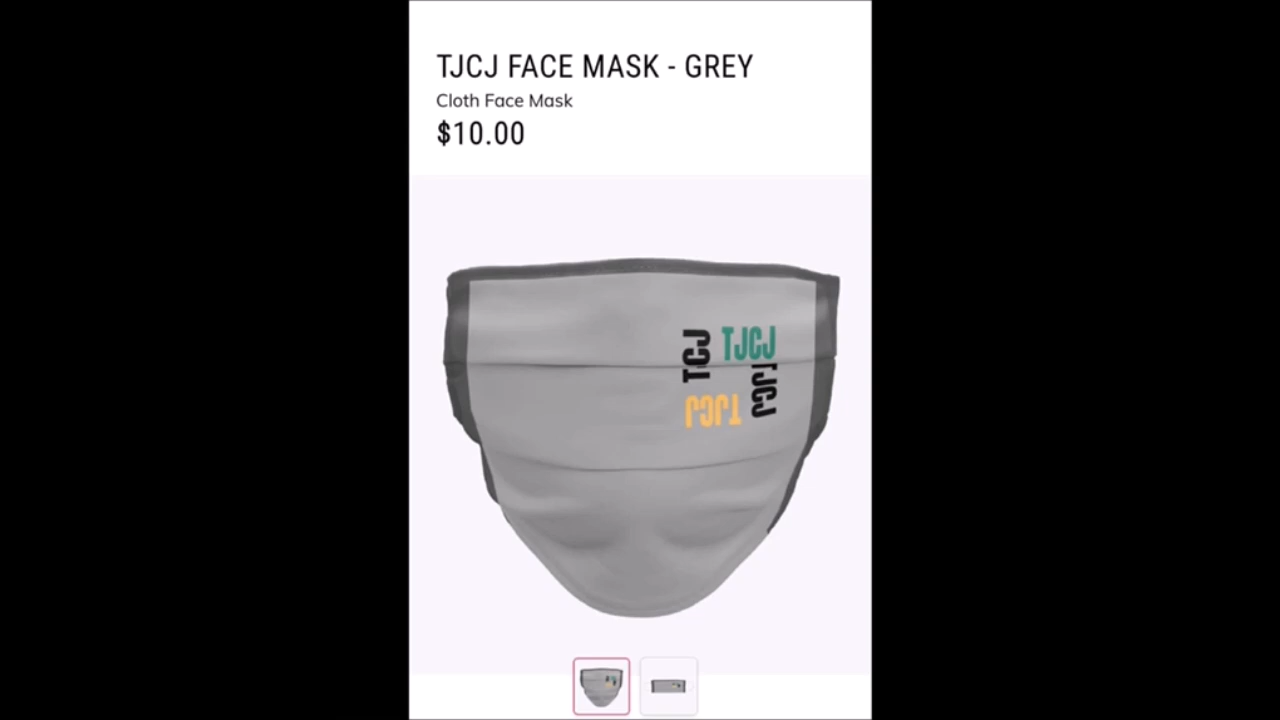 TJCJ FACE MASK - GREY
Cloth Face Mask
$10.00
TCJ
TJCJ
TJCJ
TJCJ